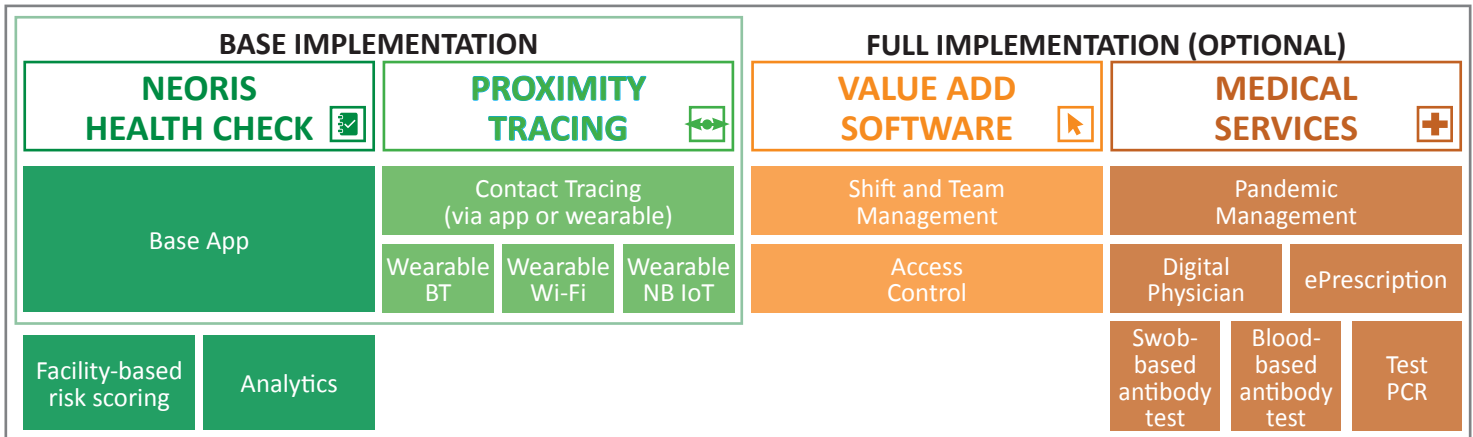 BASE IMPLEMENTATION
FULL IMPLEMENTATION (OPTIONAL)
NEORIS
HEALTH CHECK
PROXIMITY
TRACING
VALUE ADD
SOFTWARE
MEDICAL
SERVICES
Base App
Contact Tracing
(via app or wearable)
Wearable
BT
Wearable
Wi-Fi
Wearable
NB IoT
Shift and Team
Management
Access
Control
Pandemic
Management
Digital
Physician
ePrescription
Facility-based
risk scoring
Analytics
Swob-
based
antibody
test
Blood-
based
antibody
test
Test
PCR